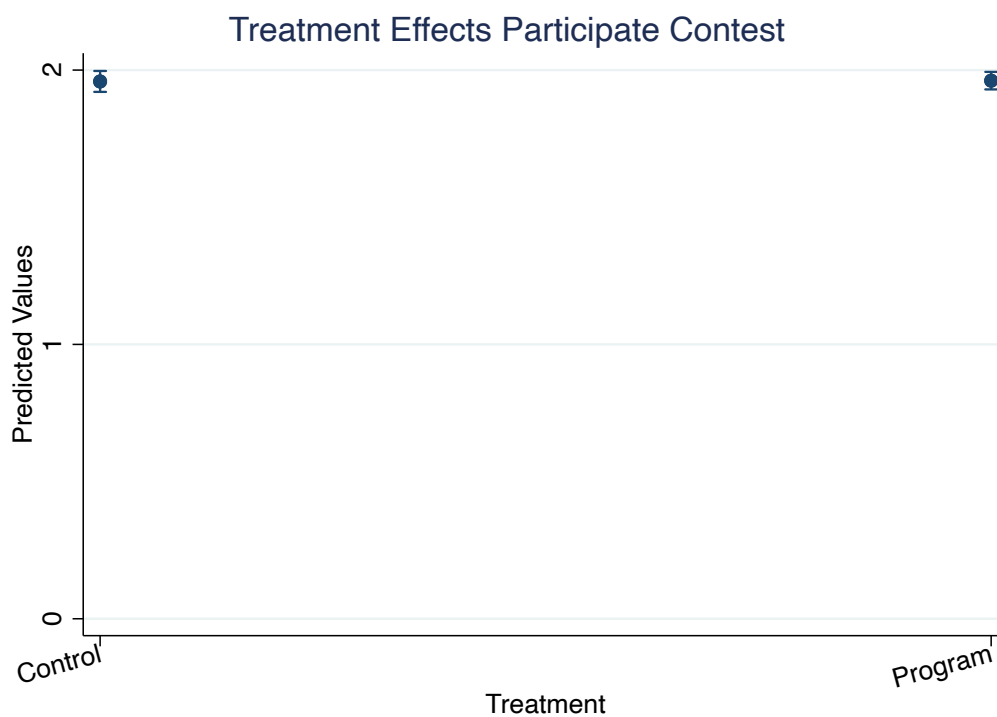 Treatment Effects Participate Contest
Predicted Values
2
1
0
Control
Program
Treatment